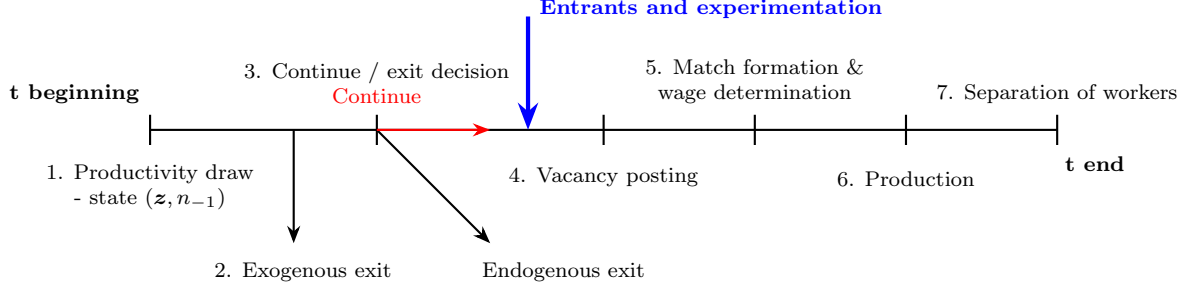 Entrants and experimentation
3. Continue / exit decision
Continue
5. Match formation &
wage determination
t beginning
7. Separation of workers
1. Productivity draw
- state (z, n₋₁)
4. Vacancy posting
6. Production
t end
2. Exogenous exit
Endogenous exit